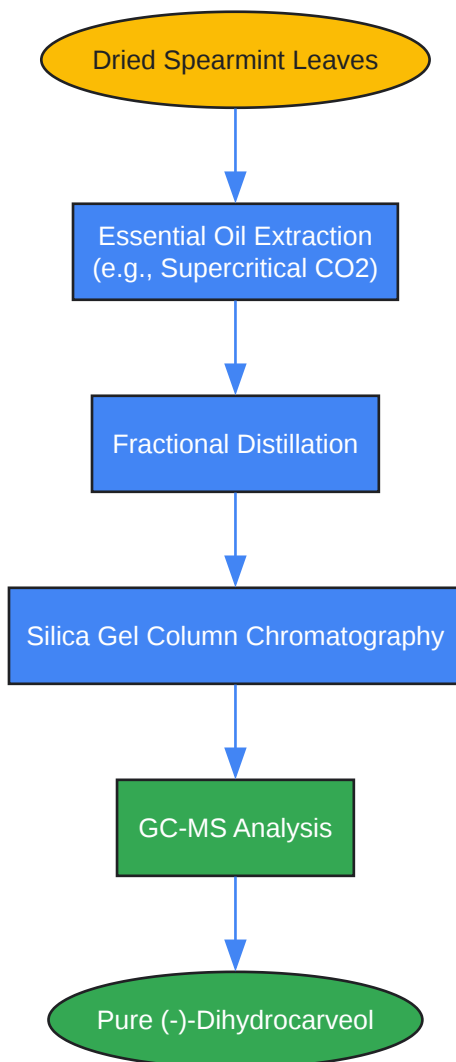 Dried Spearmint Leaves
Essential Oil Extraction
(e.g., Supercritical CO2)
Fractional Distillation
Silica Gel Column Chromatography
GC-MS Analysis
Pure (-)-Dihydrocarveol